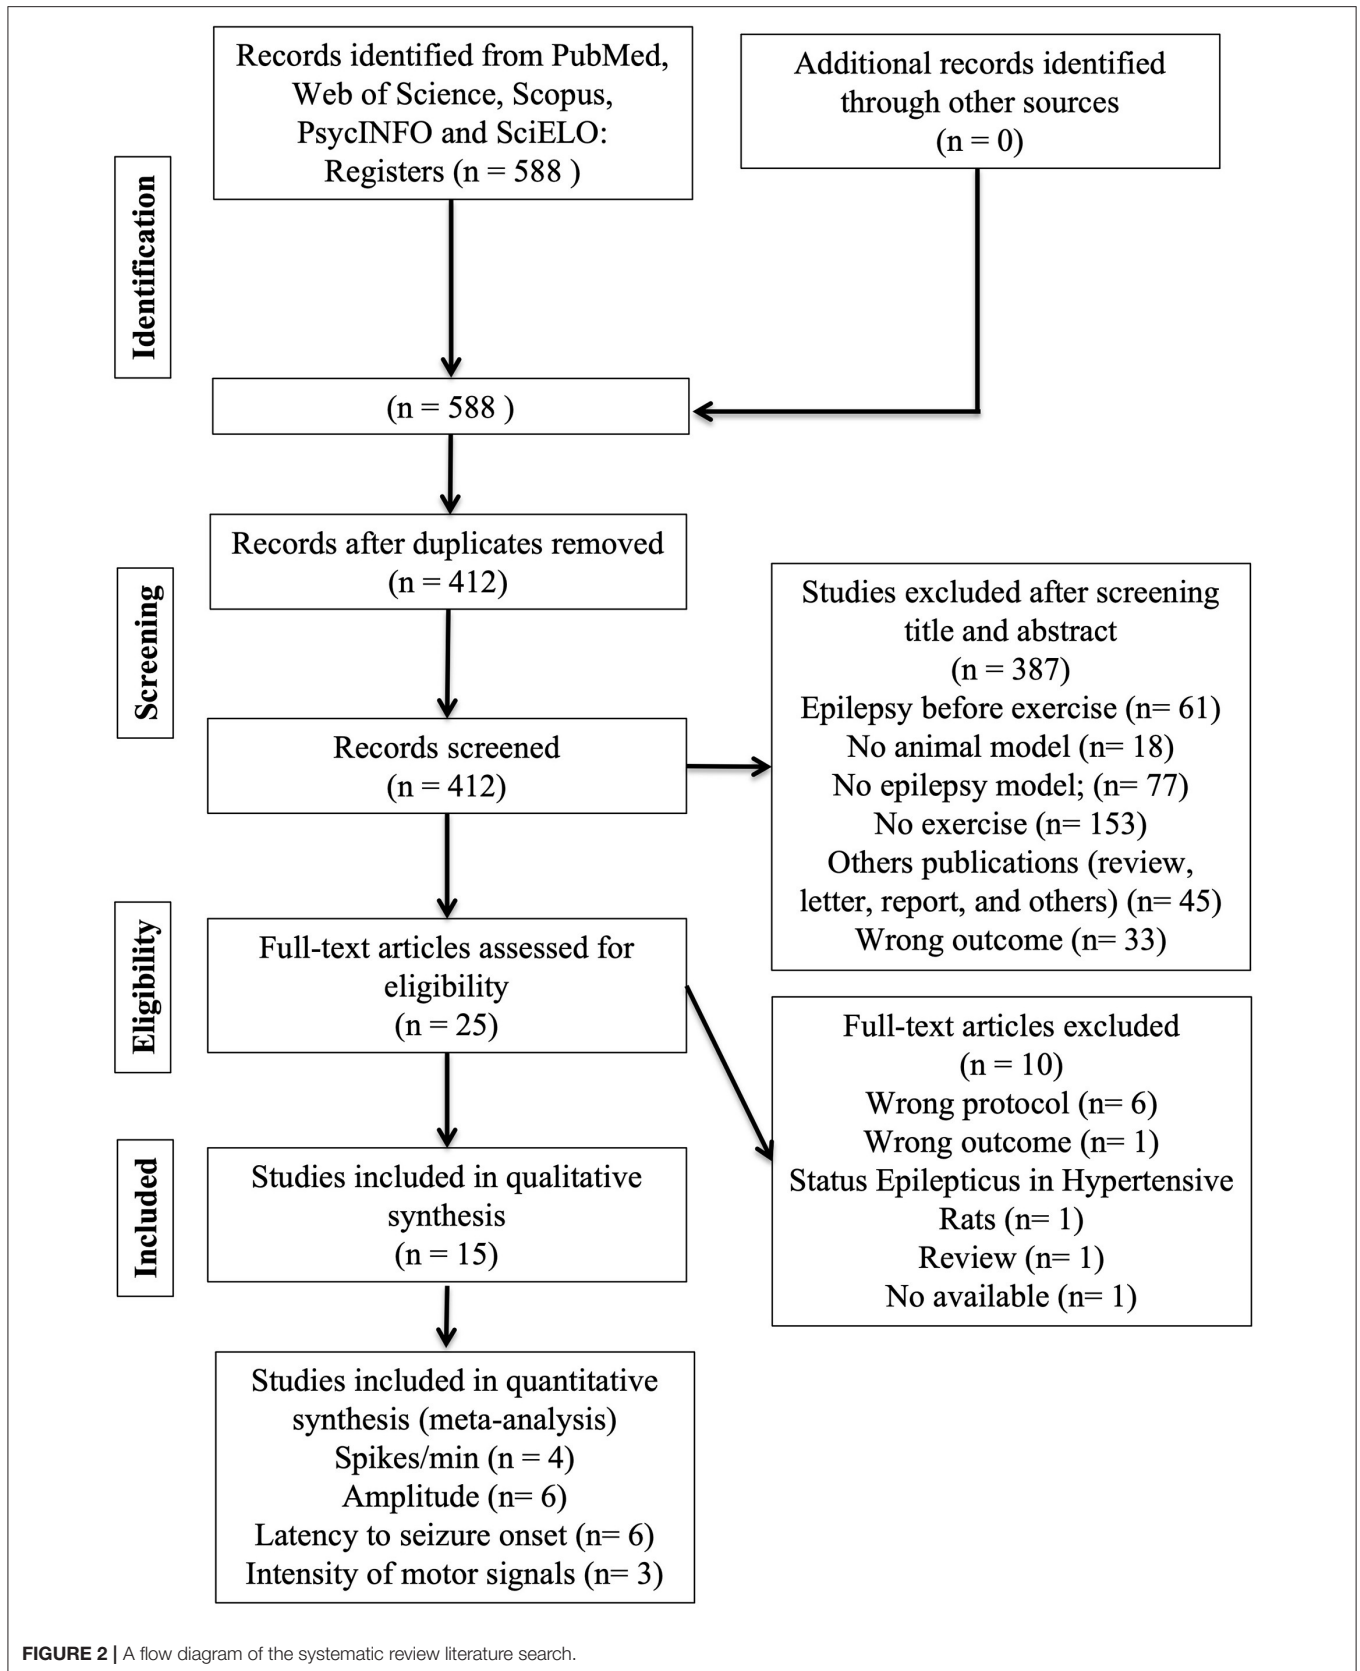 Records identified from PubMed,
Web of Science, Scopus,
PsycINFO and SciELO:
Registers (n = 588 )
Additional records identified
through other sources
(n = 0)
Identification
(n = 588 )
Records after duplicates removed
(n = 412)
Screening
Records screened
(n = 412)
Studies excluded after screening
title and abstract
(n = 387)
Epilepsy before exercise (n= 61)
No animal model (n= 18)
No epilepsy model; (n= 77)
No exercise (n= 153)
Others publications (review,
letter, report, and others) (n= 45)
Wrong outcome (n= 33)
Eligibility
Full-text articles assessed for
eligibility
(n = 25)
Full-text articles excluded
(n = 10)
Wrong protocol (n= 6)
Wrong outcome (n= 1)
Status Epilepticus in Hypertensive
Rats (n= 1)
Review (n= 1)
No available (n= 1)
Included
Studies included in qualitative
synthesis
(n = 15)
Studies included in quantitative
synthesis (meta-analysis)
Spikes/min (n = 4)
Amplitude (n= 6)
Latency to seizure onset (n= 6)
Intensity of motor signals (n= 3)
FIGURE 2 | A flow diagram of the systematic review literature search.